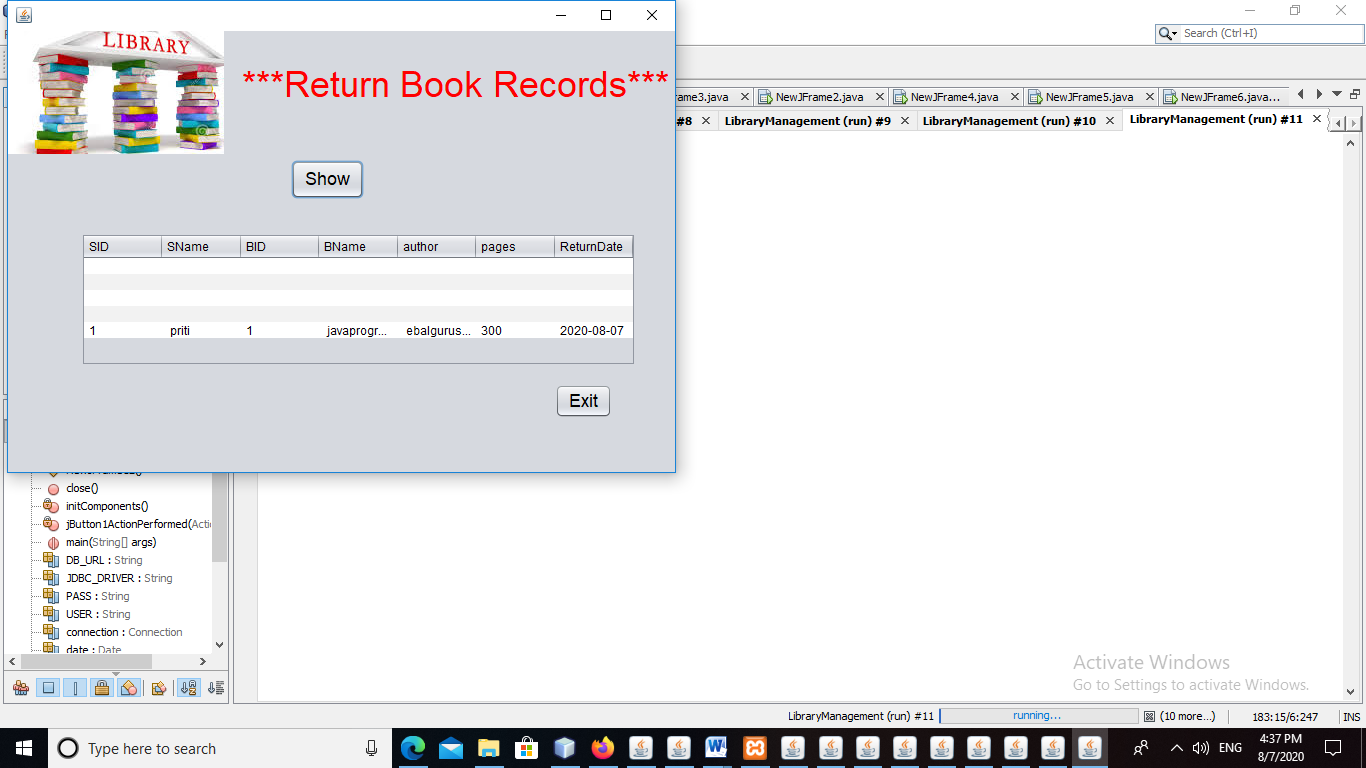 LIBRARY
***Return Book Records***
Show
SID SName BID BName author pages ReturnDate
1 priti 1 javaprogr... ebalgurus... 300 2020-08-07
Exit
Search (Ctrl+I)
rame3.java NewJFrame2.java NewJFrame4.java NewJFrame5.java NewJFrame6.java...
#8 LibraryManagement (run) #9 LibraryManagement (run) #10 LibraryManagement (run) #11
close()
initComponents()
jButton1ActionPerformed(Acti
main(String[] args)
DB_URL : String
JDBC_DRIVER : String
PASS : String
USER : String
connection : Connection
date : Date
Activate Windows
Go to Settings to activate Windows.
LibraryManagement (run) #11 running... (10 more...) 183:15/6:247 INS
Type here to search
ENG
4:37 PM
8/7/2020